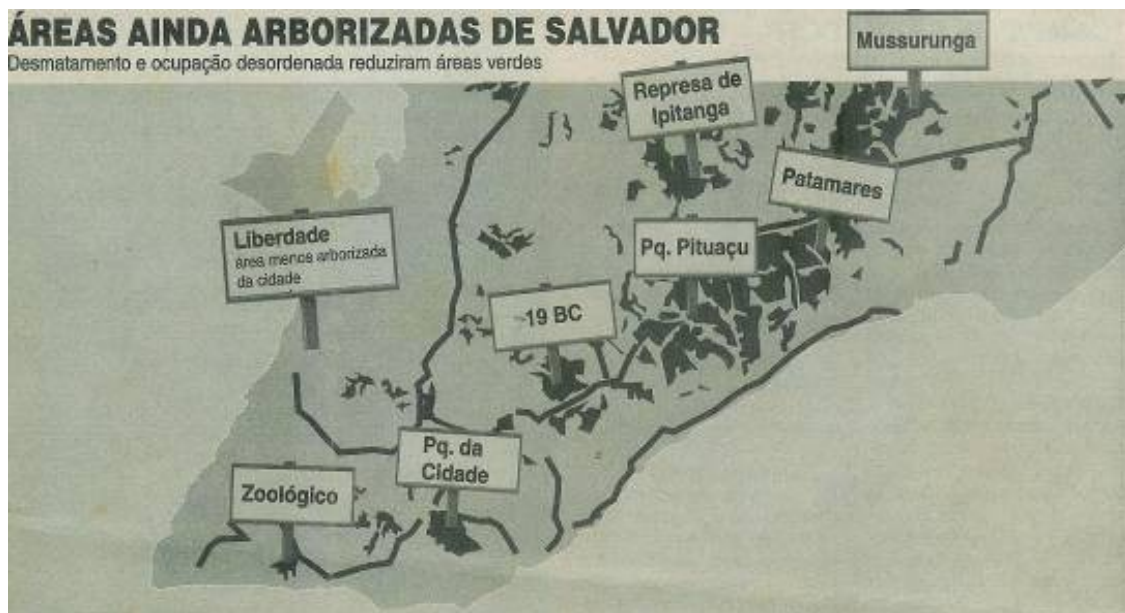 ÁREAS AINDA ARBORIZADAS DE SALVADOR
Desmatamento e ocupação desordenada reduziram áreas verdes
Mussurunga
Represa de
Ipitanga
Patamares
Liberdade
área menos arborizada
da cidade
Pq. Pituaçu
19 BC
Pq. da
Cidade
Zoológico